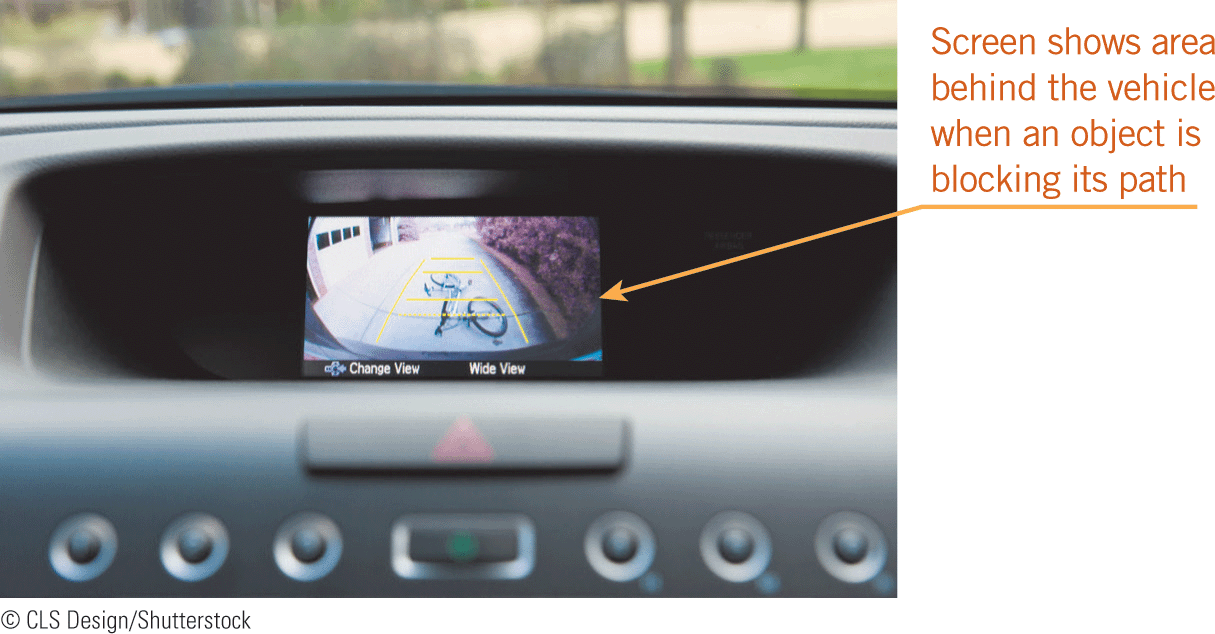 Screen shows area
behind the vehicle
when an object is
blocking its path
Change View Wide View
© CLS Design/Shutterstock